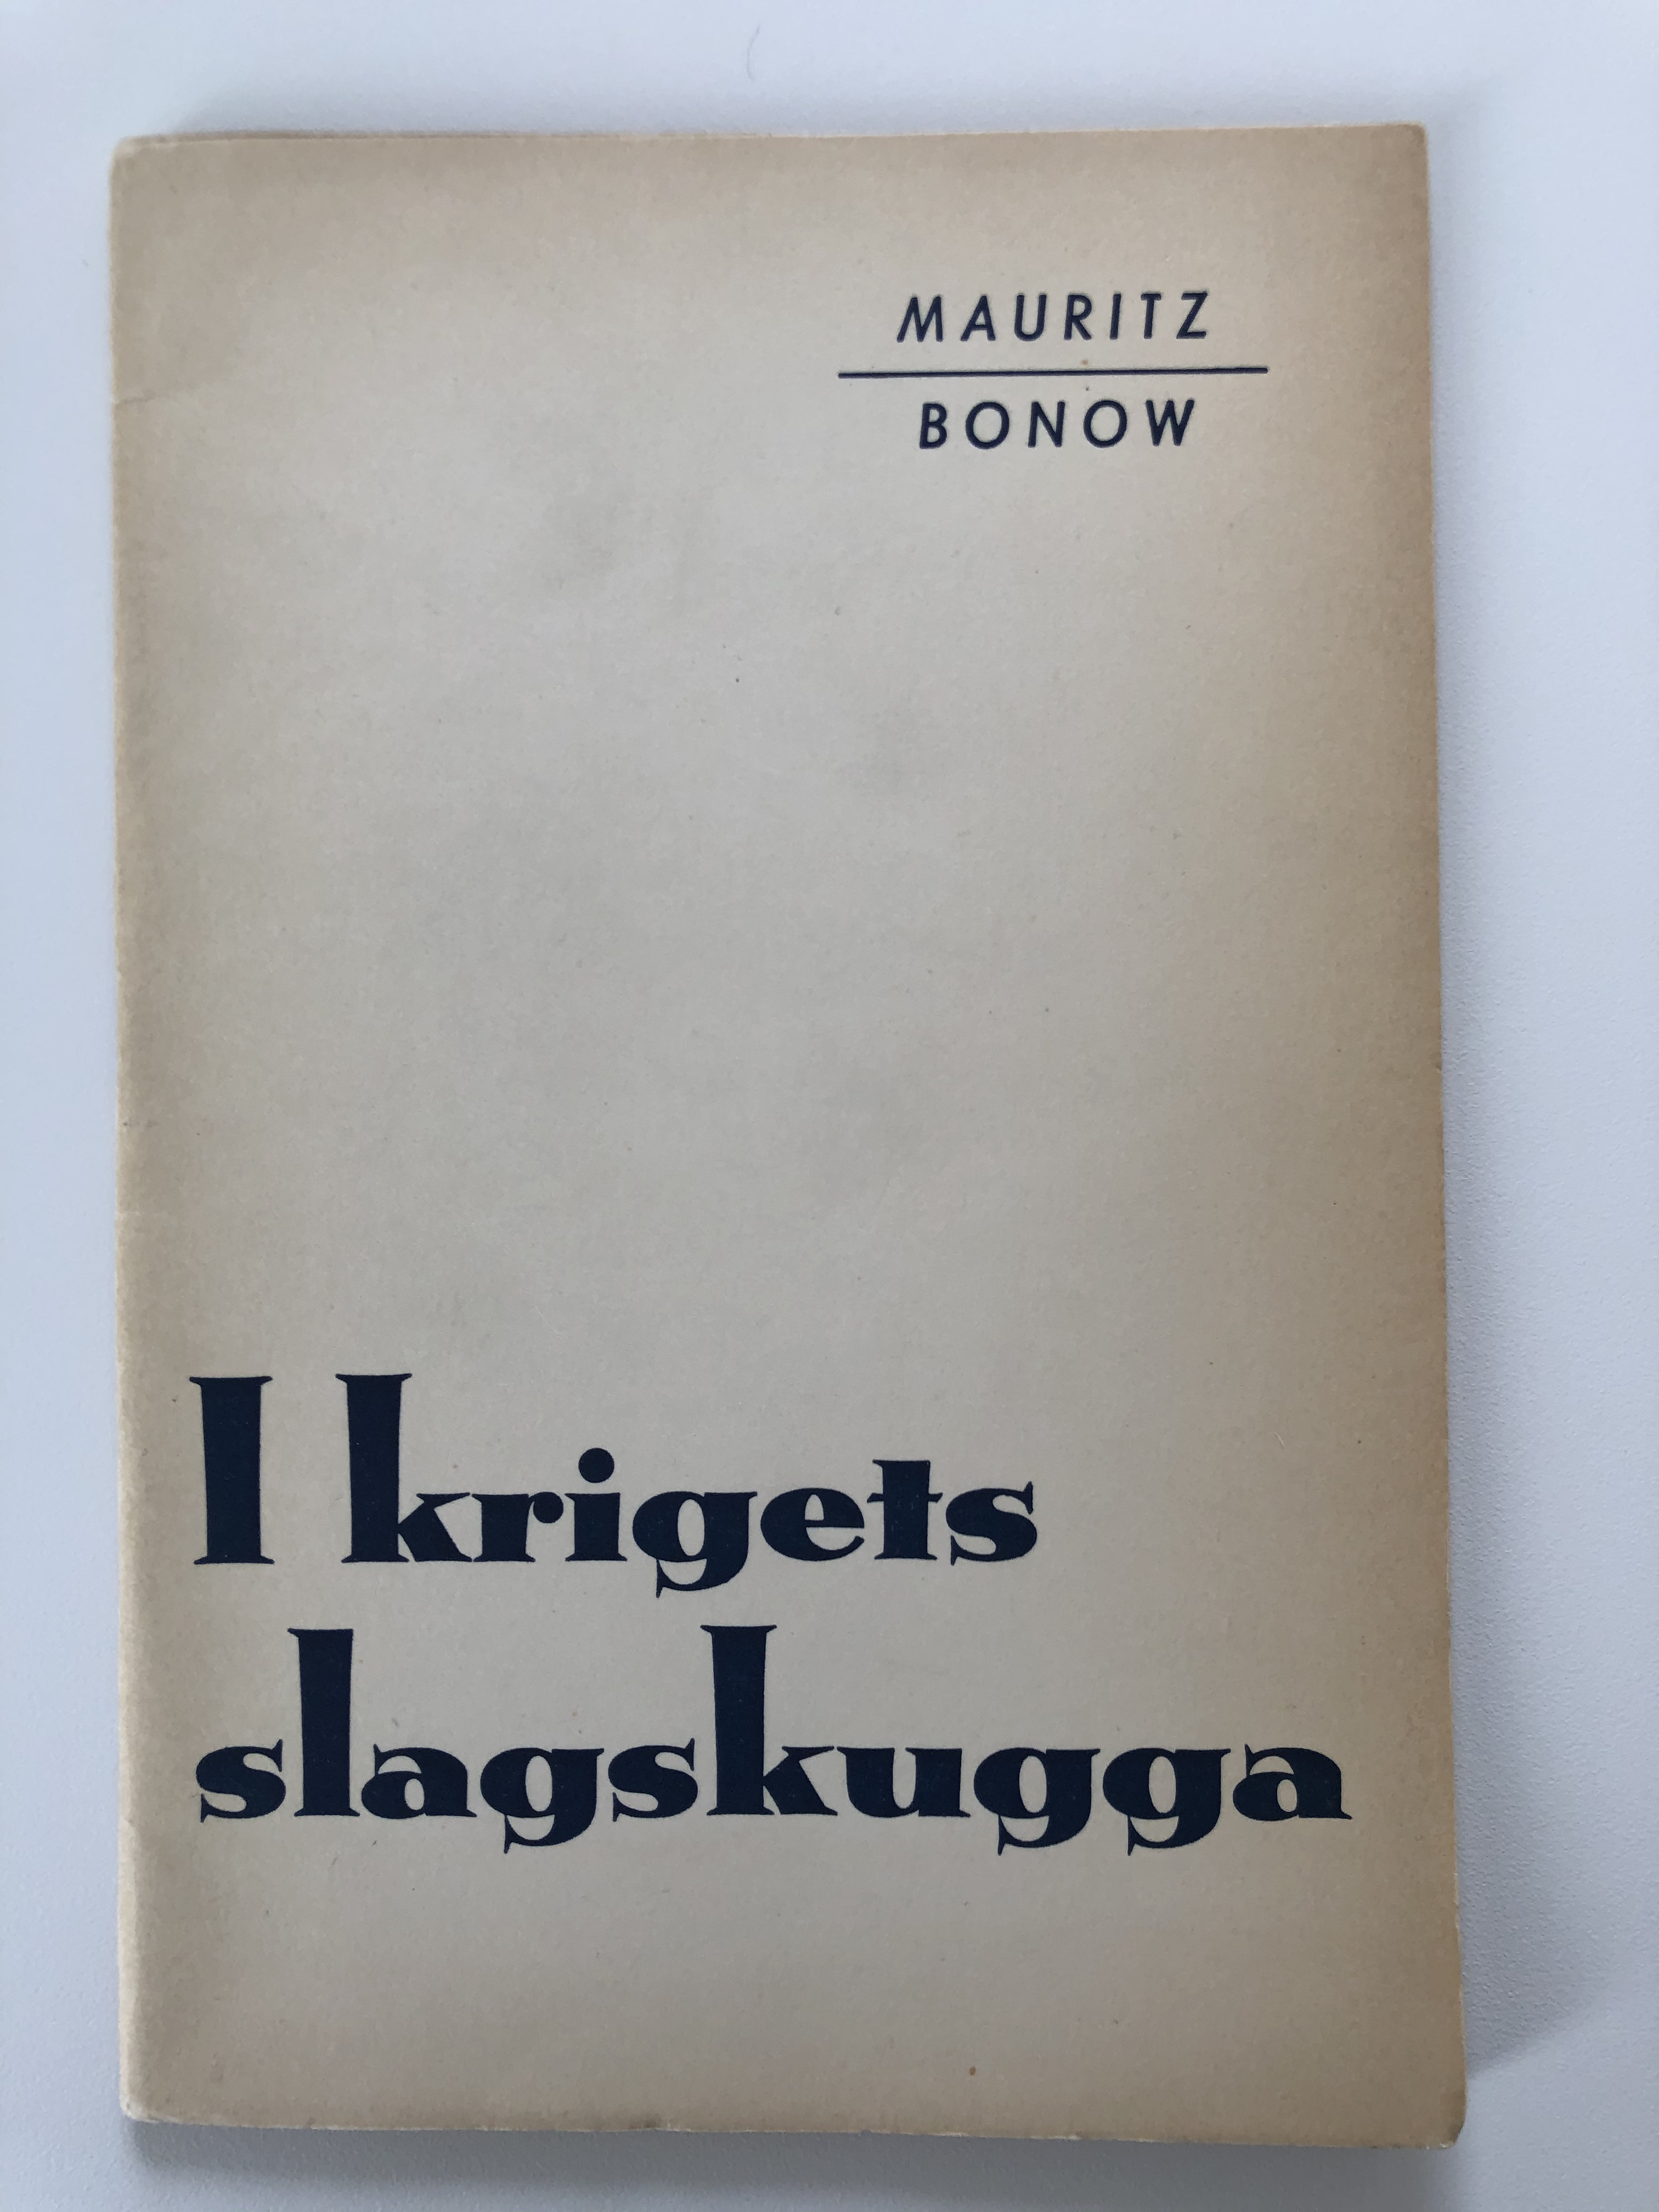 MAURITZ
BONOW
I krigets
slagskugga